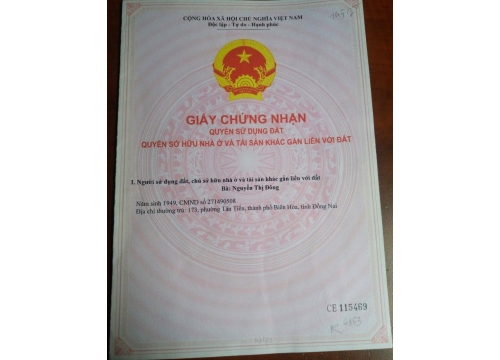 CỘNG HÒA XÃ HỘI CHỦ NGHĨA VIỆT NAM
Độc lập - Tự do - Hạnh phúc
GIẤY CHỨNG NHẬN
QUYỀN SỬ DỤNG ĐẤT
QUYỀN SỞ HỮU NHÀ Ở VÀ TÀI SẢN KHÁC GẮN LIỀN VỚI ĐẤT
I. Người sử dụng đất, chủ sở hữu nhà ở và tài sản khác gắn liền với đất
Bà: Nguyễn Thị Đông
Năm sinh 1949, CMND số 271490508
Địa chỉ thường trú: 173, phường Tân Tiến, thành phố Biên Hòa, tỉnh Đồng Nai
CE 115469